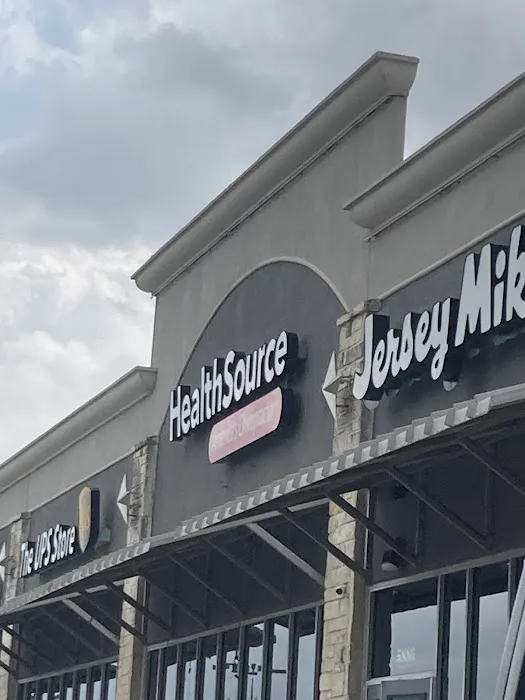 The UPS Store
HealthSource
Jersey Mik